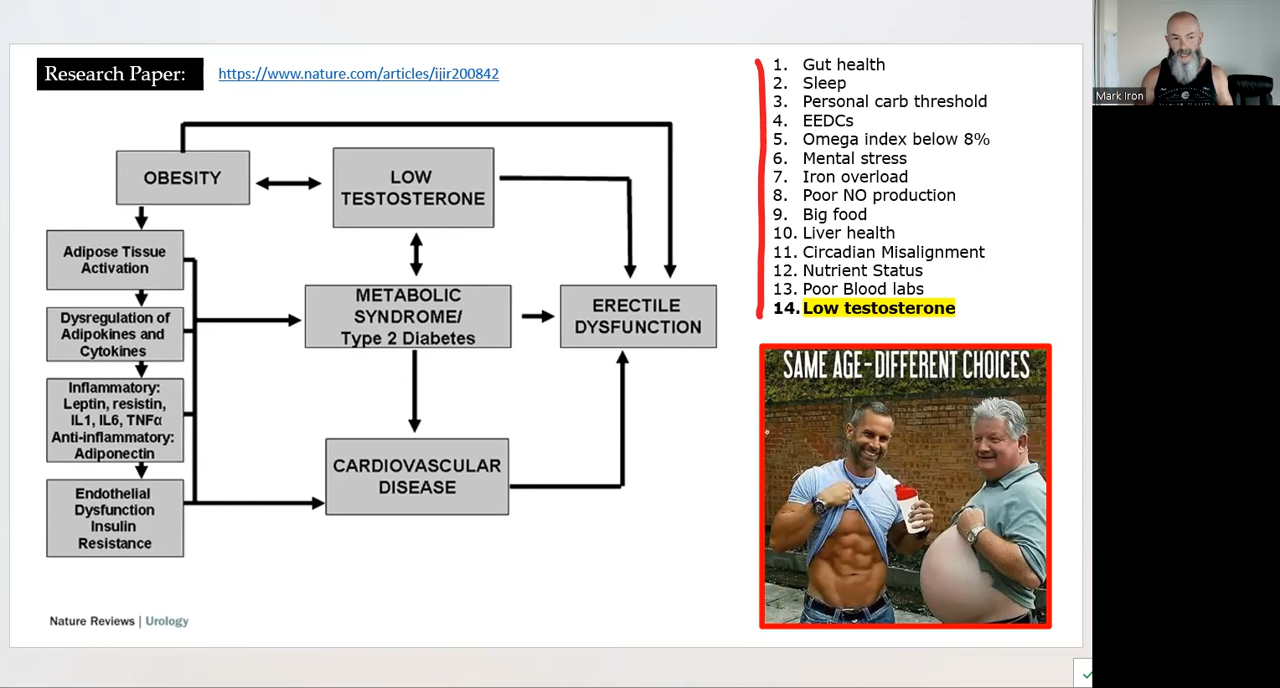 Research Paper:
https://www.nature.com/articles/ijir200842
OBESITY
LOW
TESTOSTERONE
Adipose Tissue
Activation
Dysregulation of
Adipokines and
Cytokines
Inflammatory:
Leptin, resistin,
IL1, IL6, TNFα
Anti-inflammatory:
Adiponectin
Endothelial
Dysfunction
Insulin
Resistance
METABOLIC
SYNDROME/
Type 2 Diabetes
ERECTILE
DYSFUNCTION
CARDIOVASCULAR
DISEASE
Nature Reviews | Urology
1. Gut health
2. Sleep
3. Personal carb threshold
4. EEDCs
5. Omega index below 8%
6. Mental stress
7. Iron overload
8. Poor NO production
9. Big food
10. Liver health
11. Circadian Misalignment
12. Nutrient Status
13. Poor Blood labs
14. Low testosterone
SAME AGE-DIFFERENT CHOICES
Mark Iron